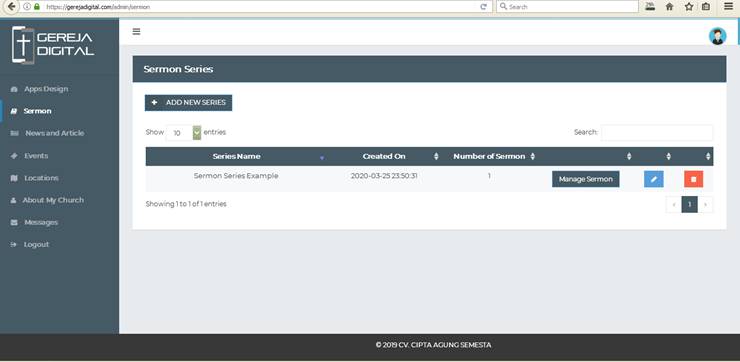 https://gerejadigital.com/admin/sermon
Search
GEREJA
DIGITAL
Apps Design
Sermon
News and Article
Events
Locations
About My Church
Messages
Logout
Sermon Series
+ ADD NEW SERIES
Show 10 entries
Search:
Series Name Created On Number of Sermon
Sermon Series Example 2020-03-25 23:50:31 1 Manage Sermon
Showing 1 to 1 of 1 entries
‹ 1 ›
© 2019 CV. CIPTA AGUNG SEMESTA